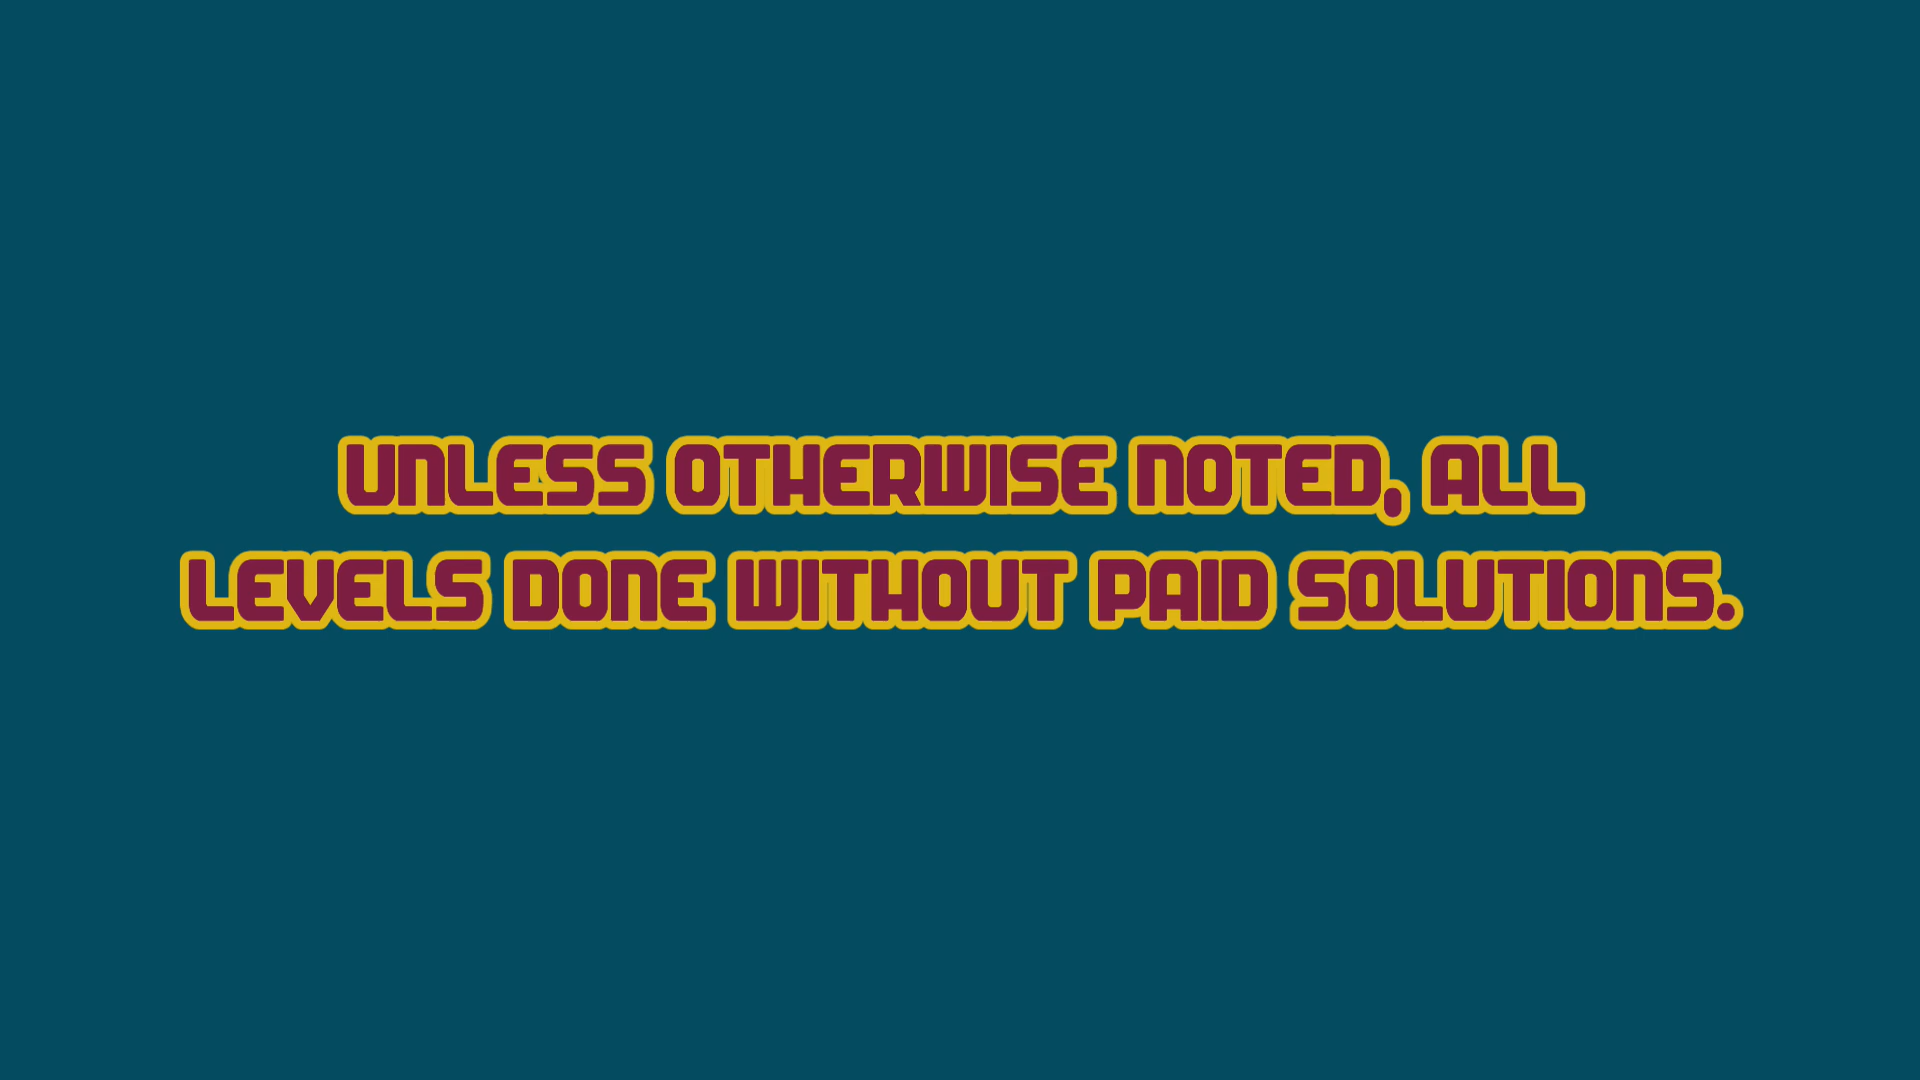 UNLESS OTHERWISE NOTED, ALL
LEVELS DONE WITHOUT PAID SOLUTIONS.